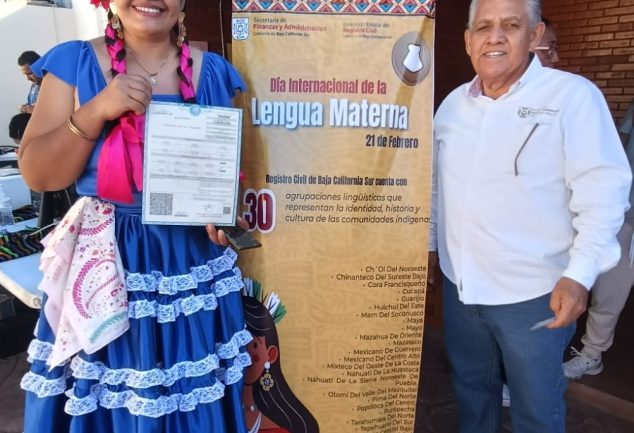 Secretaría de
Finanzas y Administración
Gobierno de Baja California Sur
Dirección Estatal de
Registro Civil
Gobierno de Baja California Sur
Día Internacional de la
Lengua Materna
21 de Febrero
Registro Civil de Baja California Sur cuenta con
30
agrupaciones lingüísticas que
representan la identidad, historia y
cultura de las comunidades indígena
• Ch´Ol Del Noroeste
• Chinanteco Del Sureste Bajo
• Cora Francisqueño
• Cucapá
• Guarijío
• Huichol Del Este
• Mam Del Soconusco
• Maya
• Mayo
• Mazahua De Oriente
• Mazateco
• Mexicano De Guerrero
• Mexicano Del Centro Alto
• Mixteco Del Oeste De La Costa
• Náhuatl De La Huasteca
• Náhuatl De La Sierra Noroeste De
Puebla
• Otomí Del Valle Del Mezquital
• Pima Del Norte
• Popoloca Del Centro
• Purépecha
• Tarahumara Del Norte
• Tepehuano Del Sur
Bajo